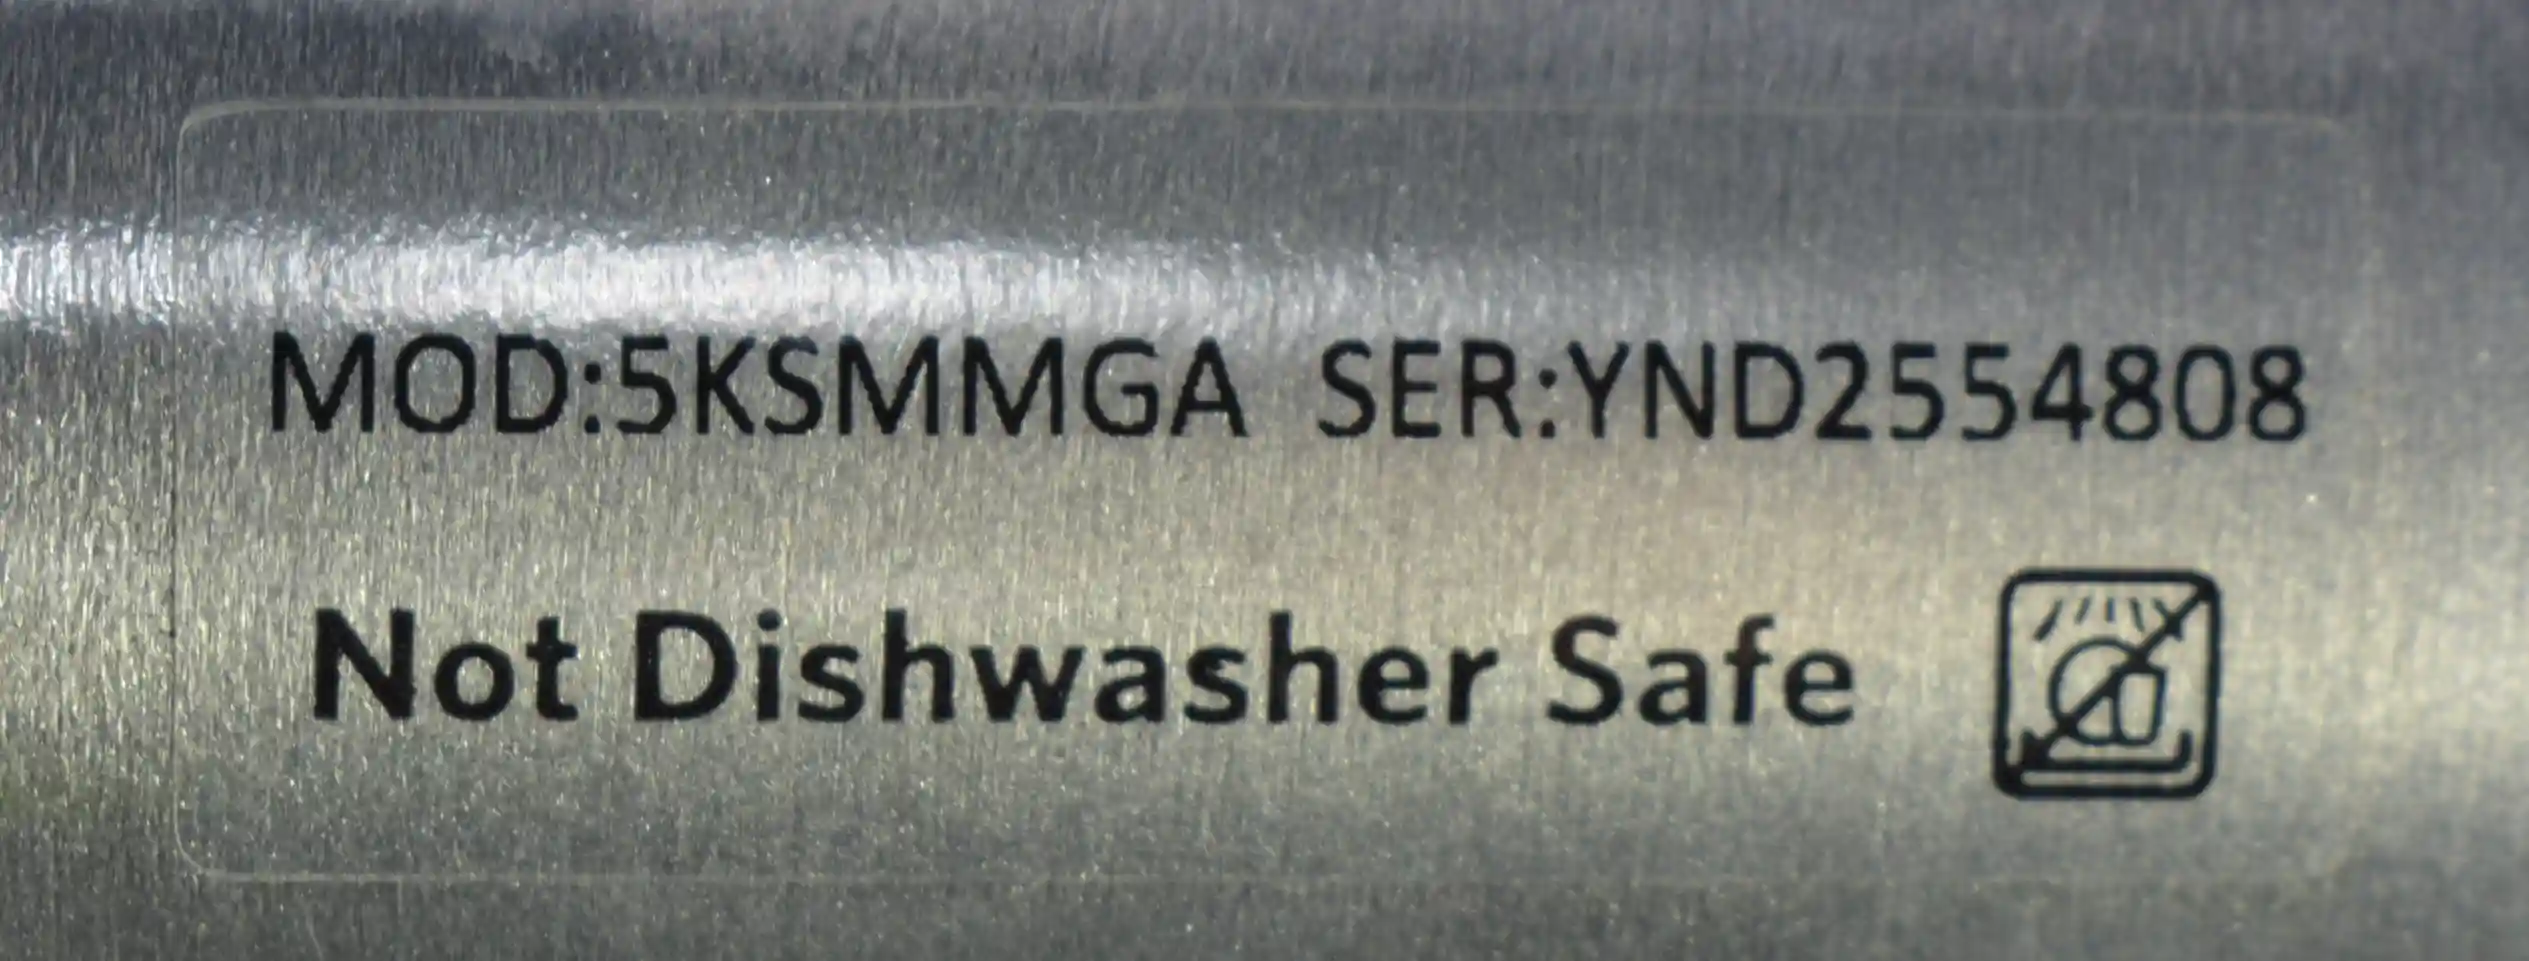 MOD:5KSMMGA SER:YND2554808
Not Dishwasher Safe